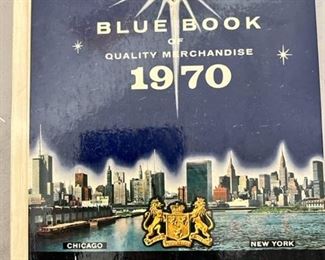 BLUE BOOK
OF
QUALITY MERCHANDISE
1970
CHICAGO
NEW YORK